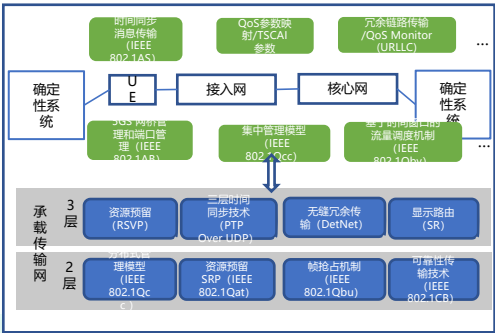 时间同步
消息传输
(IEEE
802.1AS)
QoS参数映
射/TSCAI
参数
冗余链路传输
/QoS Monitor
(URLLC)
...
确定
性系
统
U
E
接入网
核心网
确定
性系
统
5GS 网桥管
理和端口管
理（IEEE
802.1AB）
集中管理模型
（IEEE
802.1Qcc）
基于时间窗口的
流量调度机制
（IEEE
802.1Qbv）
...
承载传输网
3
层
资源预留
(RSVP)
三层时间
同步技术
(PTP
Over UDP)
无缝冗余传
输（DetNet）
显示路由
(SR)
2
层
分布式管
理模型
(IEEE
802.1Qc
c ）
资源预留
SRP（IEEE
802.1Qat）
帧抢占机制
（IEEE
802.1Qbu）
可靠性传
输技术
（IEEE
802.1CB）